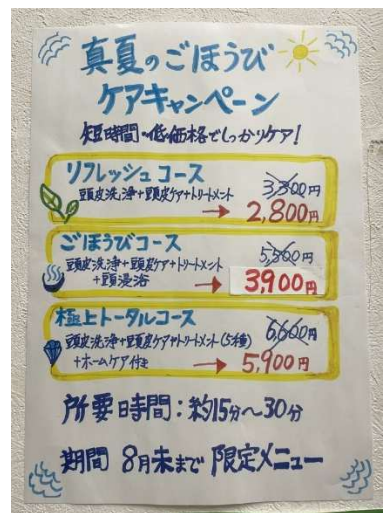 真夏のごほうび
ケアキャンペーン
短時間・低価格でしっかりケア!
リフレッシュコース
頭皮洗浄+頭皮ケア+トリートメント
3,300円
→ 2,800円
ごほうびコース
頭皮洗浄+頭皮ケア+トリートメント
+頭浸浴
5,500円
→ 3,900円
極上トータルコース
頭皮洗浄+頭皮ケア+トリートメント(5種)
+ホームケア付き
6,600円
→ 5,900円
所要時間:約15分~30分
期間 8月末まで 限定メニュー